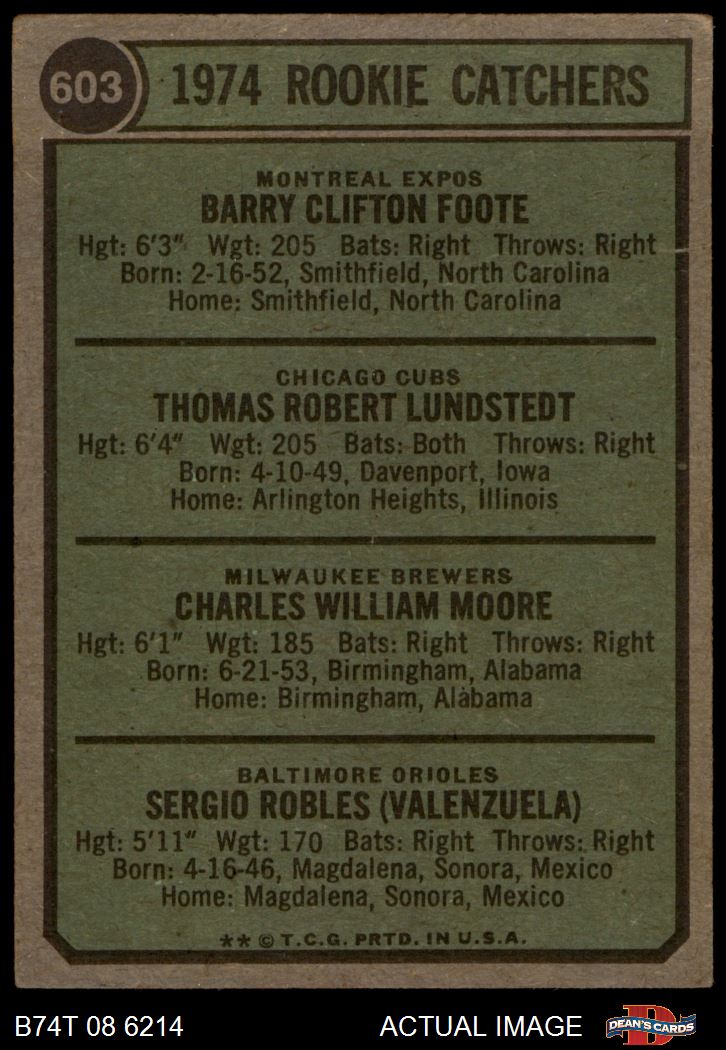 603
1974 ROOKIE CATCHERS
MONTREAL EXPOS
BARRY CLIFTON FOOTE
Hgt: 6'3" Wgt: 205 Bats: Right Throws: Right
Born: 2-16-52, Smithfield, North Carolina
Home: Smithfield, North Carolina
CHICAGO CUBS
THOMAS ROBERT LUNDSTEDT
Hgt: 6'4" Wgt: 205 Bats: Both Throws: Right
Born: 4-10-49, Davenport, Iowa
Home: Arlington Heights, Illinois
MILWAUKEE BREWERS
CHARLES WILLIAM MOORE
Hgt: 6'1" Wgt: 185 Bats: Right Throws: Right
Born: 6-21-53, Birmingham, Alabama
Home: Birmingham, Alabama
BALTIMORE ORIOLES
SERGIO ROBLES (VALENZUELA)
Hgt: 5'11" Wgt: 170 Bats: Right Throws: Right
Born: 4-16-46, Magdalena, Sonora, Mexico
Home: Magdalena, Sonora, Mexico
** © T.C.G. PRTD. IN U.S.A.
B74T 08 6214
ACTUAL IMAGE
D
DEAN'S CARDS